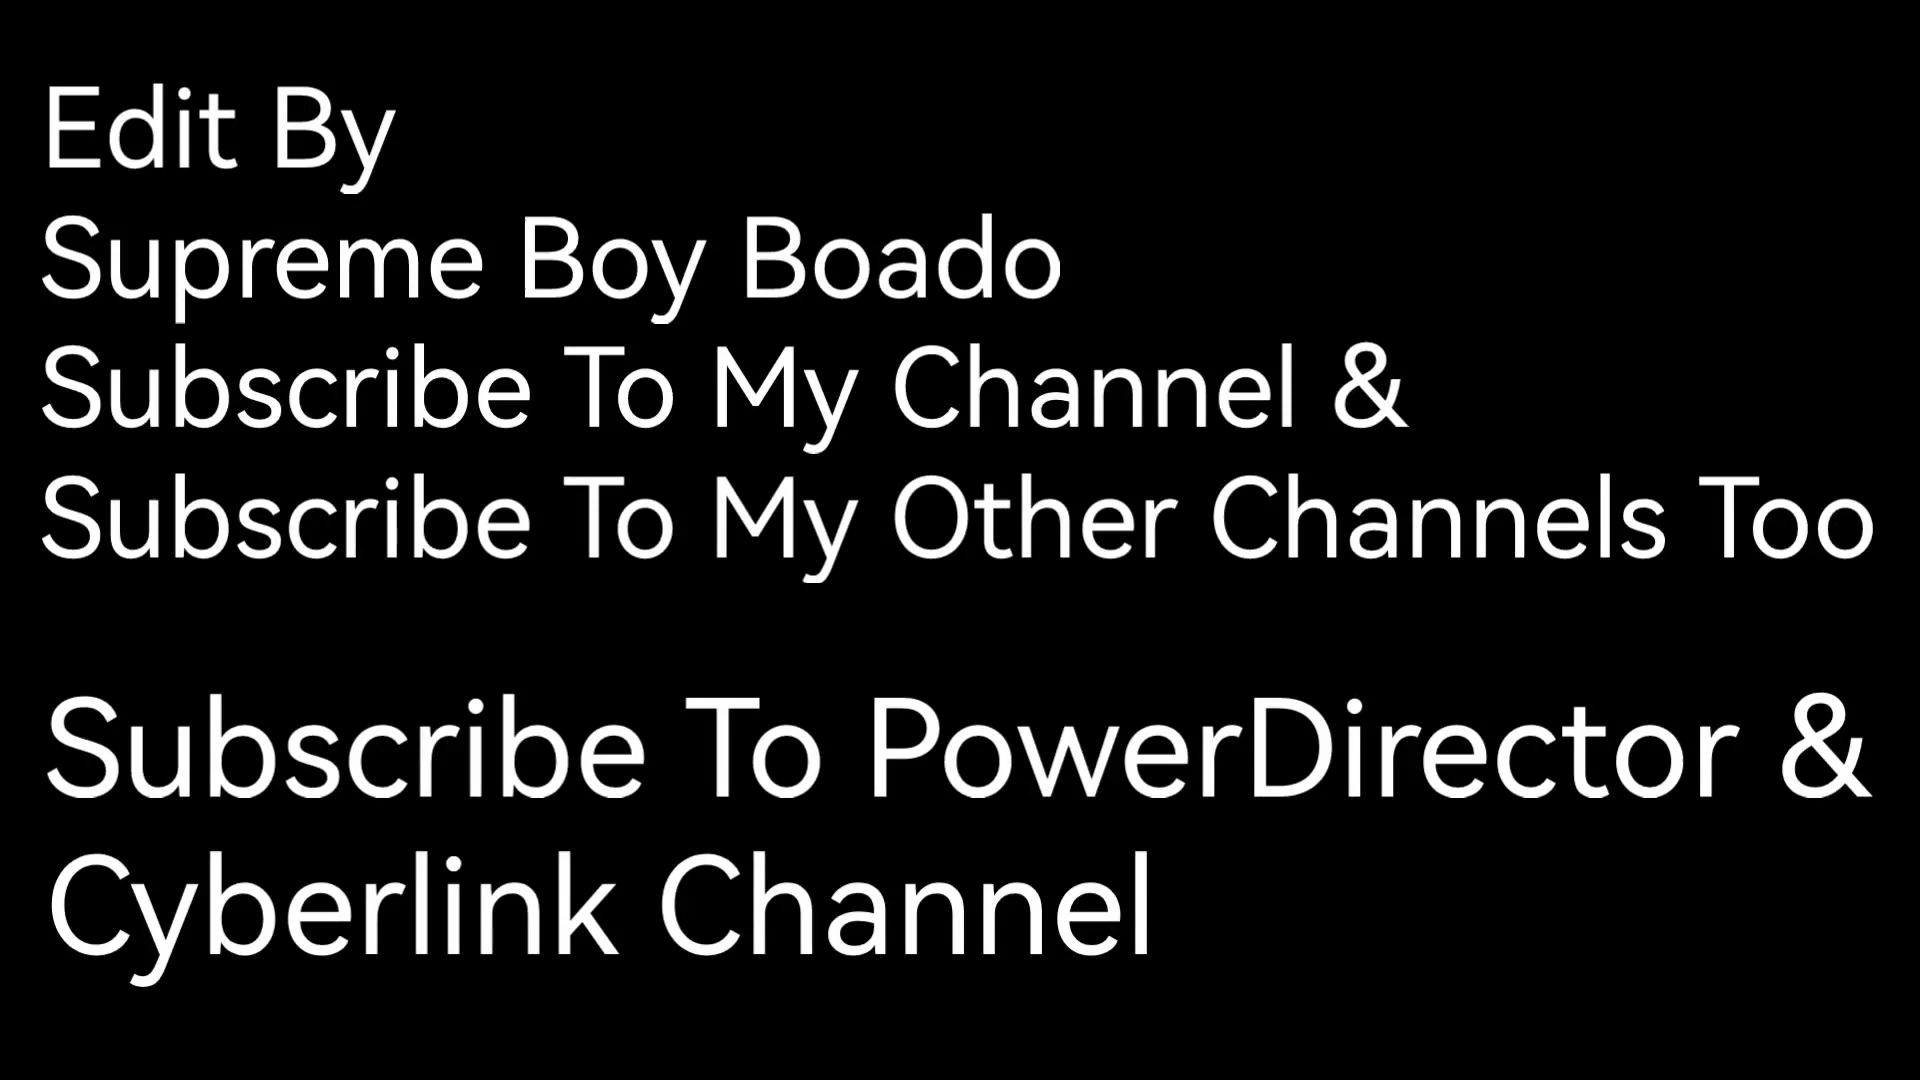 Edit By
Supreme Boy Boado
Subscribe To My Channel &
Subscribe To My Other Channels Too
Subscribe To PowerDirector &
Cyberlink Channel